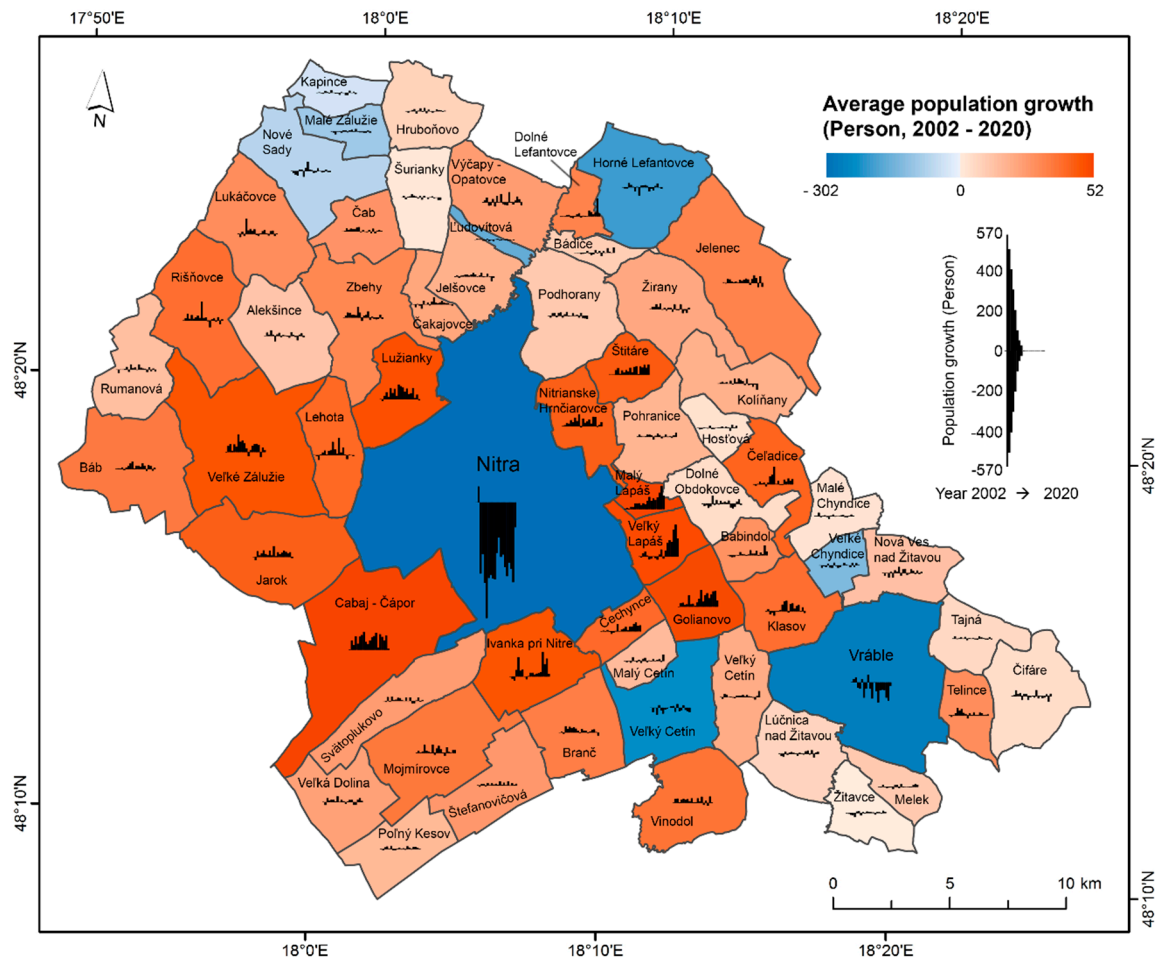 17°50'E
18°0'E
18°10'E
18°20'E
N
Average population growth
(Person, 2002 - 2020)
- 302
0
52
570
400
200
0
-200
-400
-570
Population growth (Person)
Year 2002 → 2020
48°20'N
48°20'N
48°10'N
48°10'N
Kapince
Malé Zálužie
Nové
Sady
Hruboňovo
Šurianky
Výčapy -
Opatovce
Dolné
Lefantovce
Horné Lefantovce
Lukáčovce
Čab
Ľudovítová
Bádice
Jelenec
Rišňovce
Alekšince
Zbehy
Jelšovce
Čakajovce
Podhorany
Žirany
Rumanová
Lužianky
Štitáre
Nitrianske
Hrnčiarovce
Kolíňany
Pohranice
Hosťová
Báb
Veľké Zálužie
Lehota
Nitra
Malý
Lapáš
Dolné
Obdokovce
Čeľadice
Malé
Chyndice
Veľký
Lapáš
Babindol
Veľké
Chyndice
Nová Ves
nad Žitavou
Jarok
Cabaj - Čápor
Čechynce
Golianovo
Klasov
Tajná
Ivanka pri Nitre
Malý Cetín
Veľký
Cetín
Vráble
Čifáre
Telince
Svätoplukovo
Veľký Cetín
Lúčnica
nad Žitavou
Mojmírovce
Branč
Veľká Dolina
Štefanovičová
Vinodol
Žitavce
Melek
Poľný Kesov
0
5
10 km
18°0'E
18°10'E
18°20'E